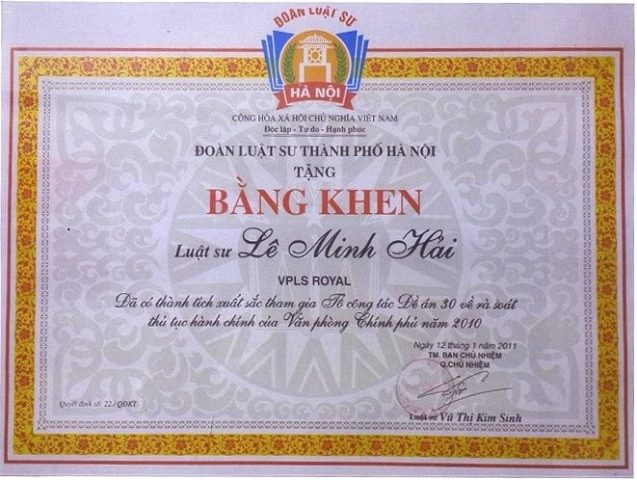 ĐOÀN LUẬT SƯ
HÀ NỘI
CỘNG HÒA XÃ HỘI CHỦ NGHĨA VIỆT NAM
Độc lập - Tự do - Hạnh phúc
ĐOÀN LUẬT SƯ THÀNH PHỐ HÀ NỘI
TẶNG
BẰNG KHEN
Luật sư Lê Minh Hải
VPLS ROYAL
Đã có thành tích xuất sắc tham gia Tổ công tác Đề án 30 về rà soát
thủ tục hành chính của Văn phòng Chính phủ năm 2010
Ngày 12 tháng 1 năm 2011
TM. BAN CHỦ NHIỆM
Q.CHỦ NHIỆM
Quyết định số: 22/ QĐKT
Luật sư Vũ Thị Kim Sinh